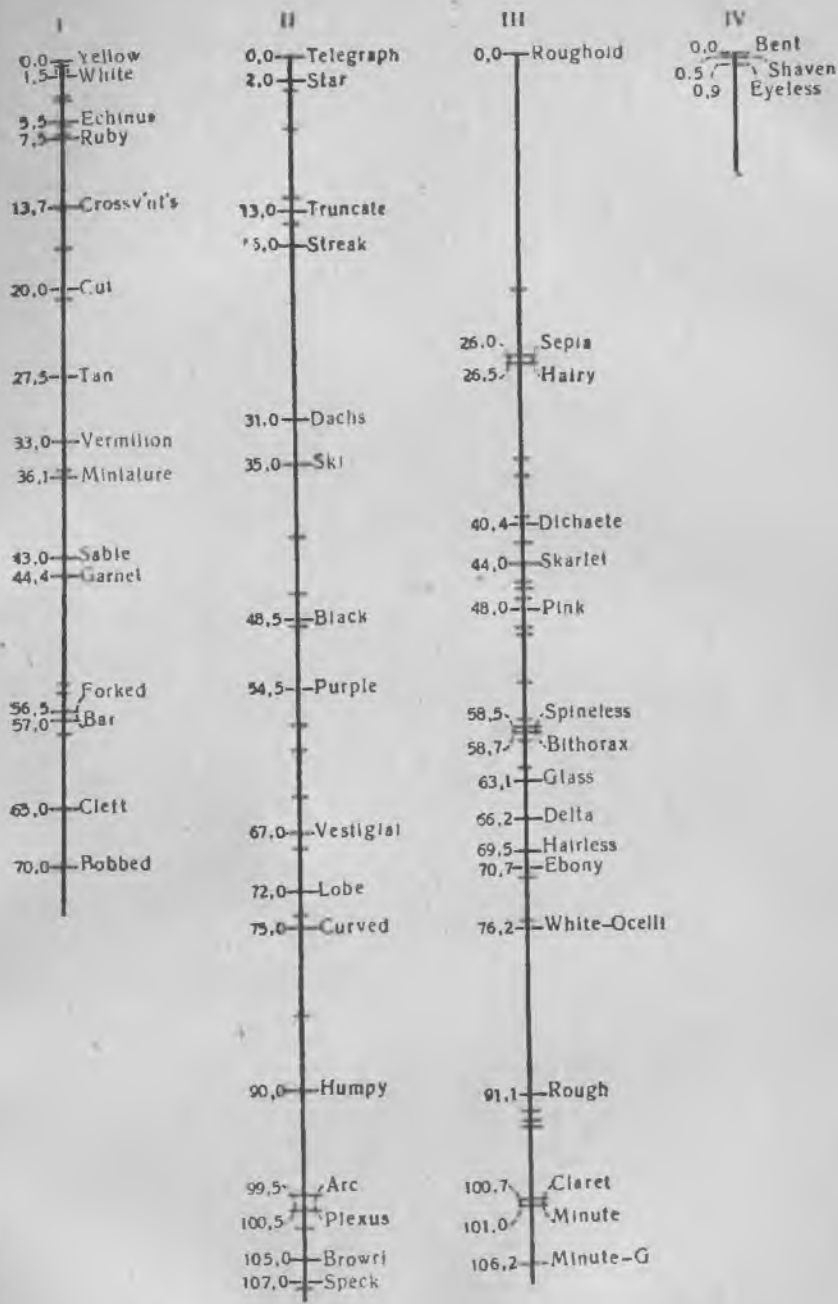 I
0.0 Yellow
1,5 White
5,5 Echinus
7,5 Ruby
13,7 Crossv'nt's
20,0 Cut
27,5 Tan
33,0 Vermilion
36,1 Miniature
43.0 Sable
44,4 Garnet
56,5 Forked
57,0 Bar
65,0 Cleft
70,0 Bobbed
II
0,0 Telegraph
2,0 Star
13,0 Truncate
Streak
31.0 Dachs
35,0 Ski
48,5 Black
54,5 Purple
67,0 Vestigial
72,0 Lobe
75,0 Curved
90,0 Humpy
99,5 Arc
100,5 Plexus
105,0 Brown
107,0 Speck
III
0,0 Roughoid
26.0 Sepia
26,5 Hairy
40,4 Dichaete
44,0 Skarlet
48,0 Pink
58,5 Spineless
58,7 Bithorax
63,1 Glass
66,2 Delta
69,5 Hairless
70,7 Ebony
76,2 White-Ocelli
91,1 Rough
100,7 Claret
101,0 Minute
106,2 Minute-G
IV
0,0 Bent
0.5 Shaven
0,9 Eyeless